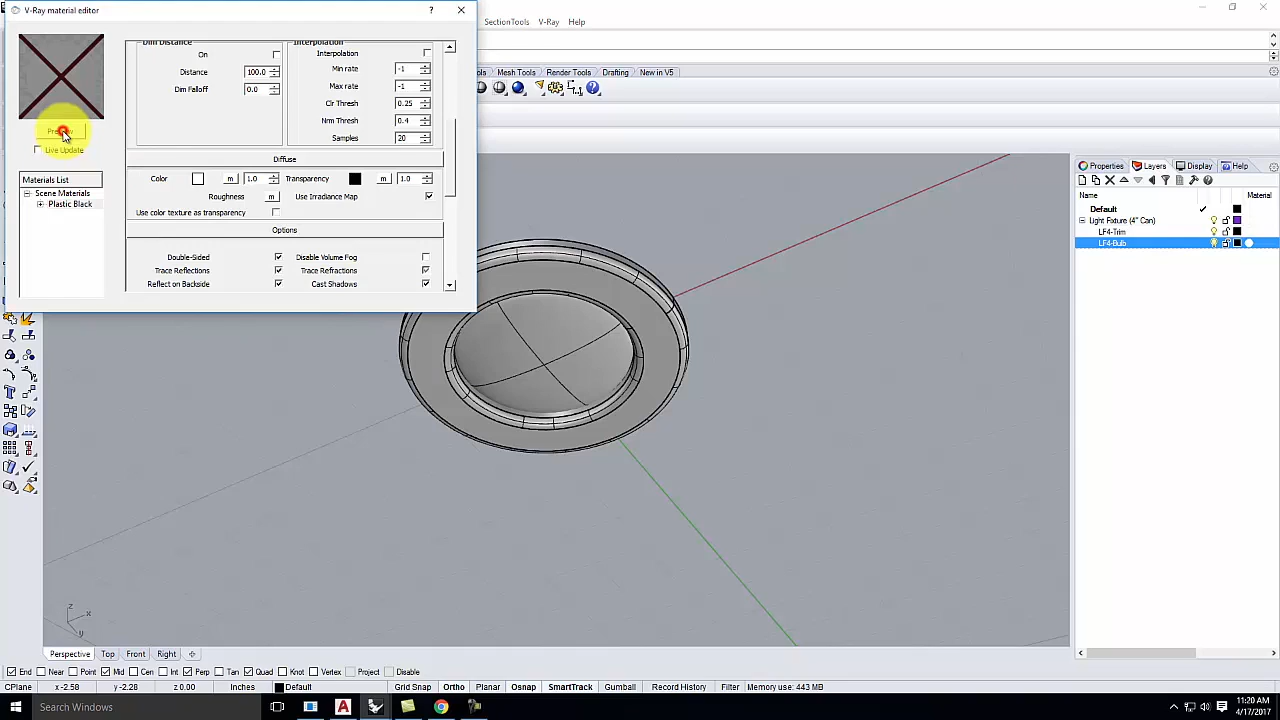 V-Ray material editor
?
SectionTools V-Ray Help
Mesh Tools Render Tools Drafting New in V5
Dim Distance
On
Distance 100.0
Dim Falloff 0.0
Interpolation
Interpolation
Min rate -1
Max rate -1
Clr Thresh 0.25
Nrm Thresh 0.4
Samples 20
Live Update
Diffuse
Color m 1.0 Transparency m 1.0
Roughness m Use Irradiance Map
Use color texture as transparency
Options
Double-Sided Disable Volume Fog
Trace Reflections Trace Refractions
Reflect on Backside Cast Shadows
Materials List
Scene Materials
Plastic Black
Properties Layers Display Help
Name Material
Default
Light Fixture (4" Can)
LF4-Trim
LF4-Bulb
z
x
y
Perspective Top Front Right
End Near Point Mid Cen Int Perp Tan Quad Knot Vertex Project Disable
CPlane x -2.58 y -2.28 z 0.00 Inches Default Grid Snap Ortho Planar Osnap SmartTrack Gumball Record History Filter Memory use: 443 MB
Search Windows
11:20 AM
4/17/2017